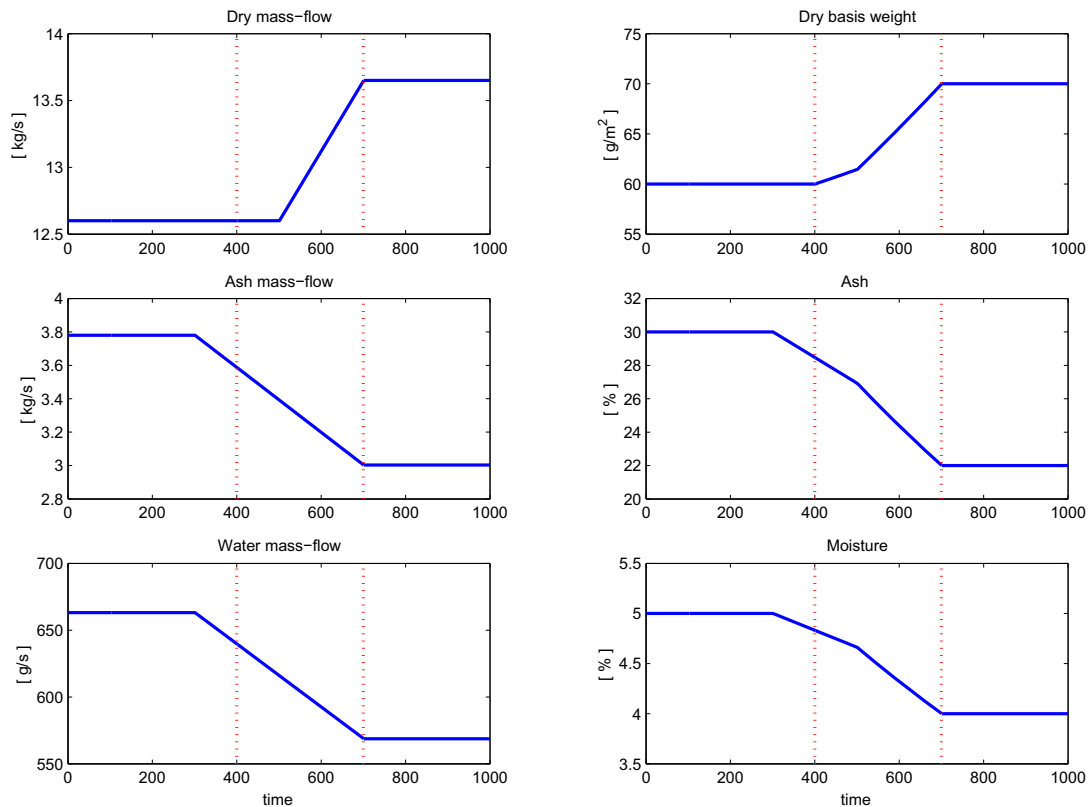 Dry mass−flow
[ kg/s ]
14
13.5
13
12.5
0 200 400 600 800 1000
Dry basis weight
[ g/m² ]
75
70
65
60
55
0 200 400 600 800 1000
Ash mass−flow
[ kg/s ]
4
3.8
3.6
3.4
3.2
3
2.8
0 200 400 600 800 1000
Ash
[ % ]
32
30
28
26
24
22
20
0 200 400 600 800 1000
Water mass−flow
[ g/s ]
700
650
600
550
0 200 400 600 800 1000
time
Moisture
[ % ]
5.5
5
4.5
4
3.5
0 200 400 600 800 1000
time